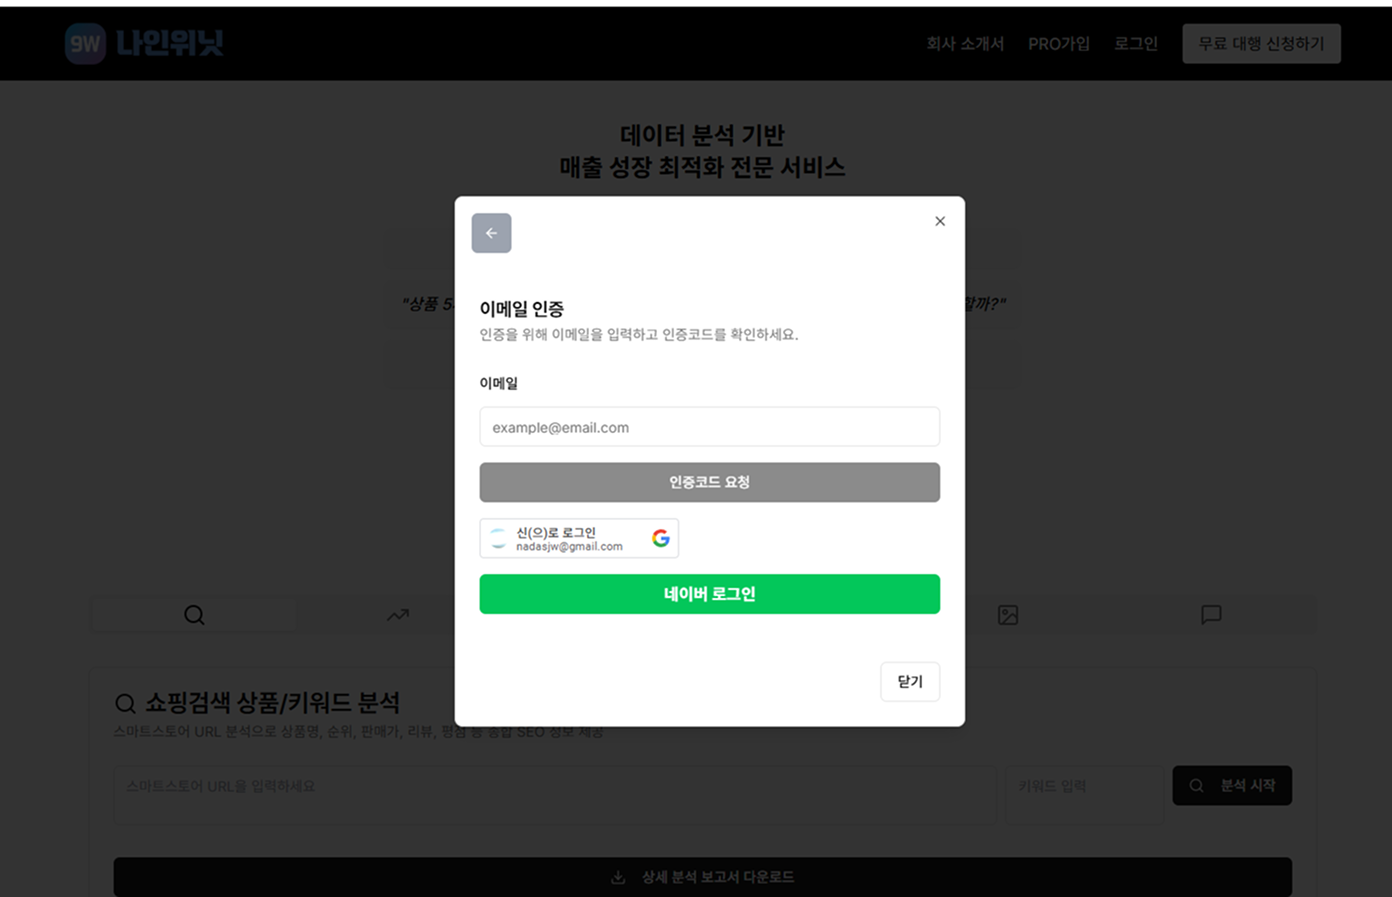 9W 나인위닛
회사 소개서
PRO가입
로그인
무료 대행 신청하기
데이터 분석 기반
매출 성장 최적화 전문 서비스
"상품 5
할까?"
이메일 인증
인증을 위해 이메일을 입력하고 인증코드를 확인하세요.
이메일
example@email.com
인증코드 요청
신(으)로 로그인
nadasjw@gmail.com
네이버 로그인
닫기
쇼핑검색 상품/키워드 분석
스마트스토어 URL 분석으로 상품명, 순위, 판매가, 리뷰, 평점 등 종합 SEO 정보 제공
스마트스토어 URL을 입력하세요
키워드 입력
분석 시작
상세 분석 보고서 다운로드